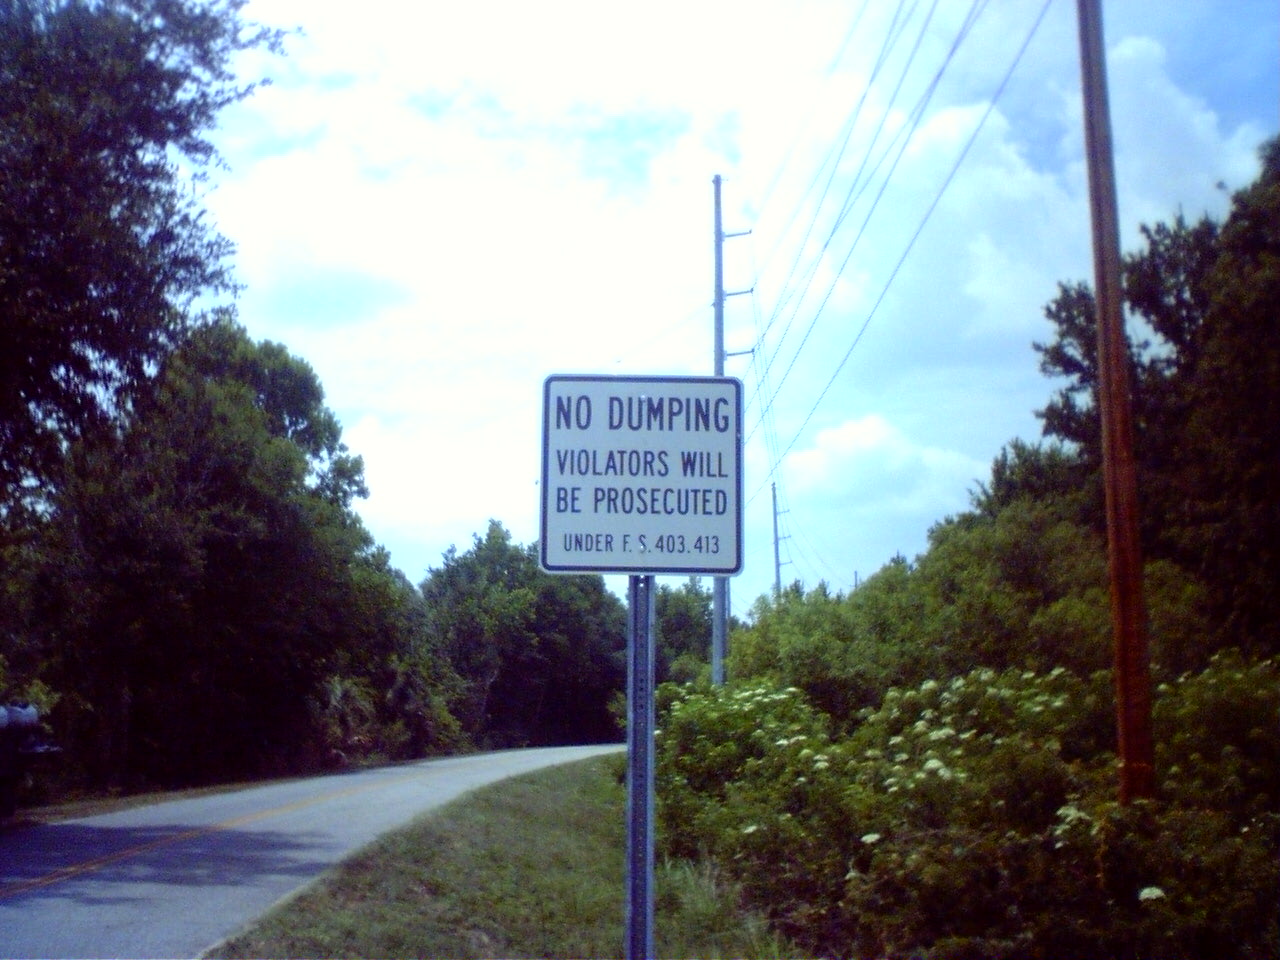 NO DUMPING
VIOLATORS WILL
BE PROSECUTED
UNDER F. S. 403.413